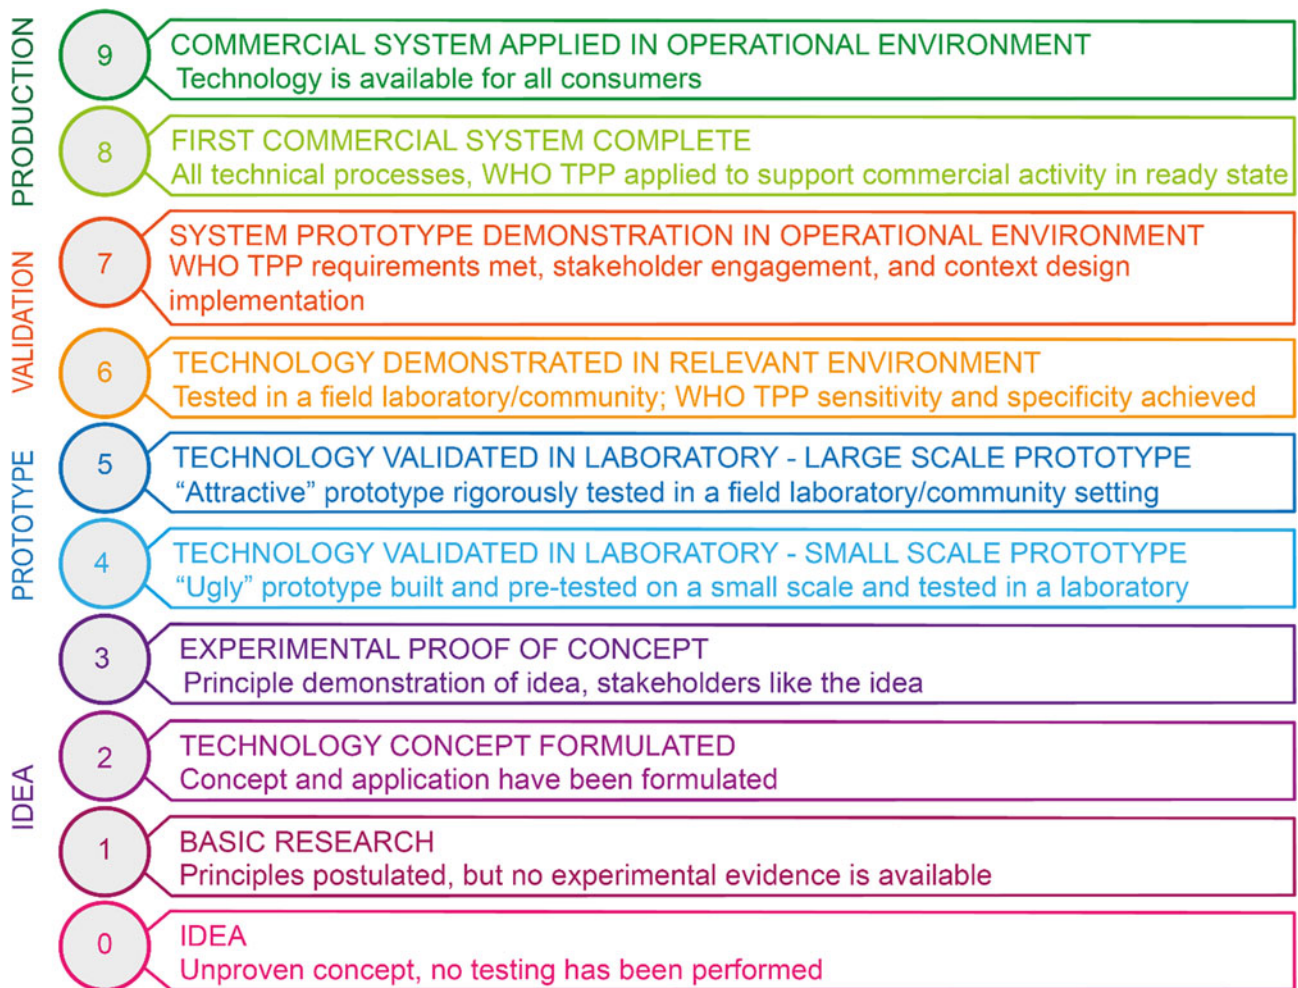 PRODUCTION
9
COMMERCIAL SYSTEM APPLIED IN OPERATIONAL ENVIRONMENT
Technology is available for all consumers
8
FIRST COMMERCIAL SYSTEM COMPLETE
All technical processes, WHO TPP applied to support commercial activity in ready state
VALIDATION
7
SYSTEM PROTOTYPE DEMONSTRATION IN OPERATIONAL ENVIRONMENT
WHO TPP requirements met, stakeholder engagement, and context design
implementation
6
TECHNOLOGY DEMONSTRATED IN RELEVANT ENVIRONMENT
Tested in a field laboratory/community; WHO TPP sensitivity and specificity achieved
PROTOTYPE
5
TECHNOLOGY VALIDATED IN LABORATORY - LARGE SCALE PROTOTYPE
“Attractive” prototype rigorously tested in a field laboratory/community setting
4
TECHNOLOGY VALIDATED IN LABORATORY - SMALL SCALE PROTOTYPE
“Ugly” prototype built and pre-tested on a small scale and tested in a laboratory
IDEA
3
EXPERIMENTAL PROOF OF CONCEPT
Principle demonstration of idea, stakeholders like the idea
2
TECHNOLOGY CONCEPT FORMULATED
Concept and application have been formulated
1
BASIC RESEARCH
Principles postulated, but no experimental evidence is available
0
IDEA
Unproven concept, no testing has been performed